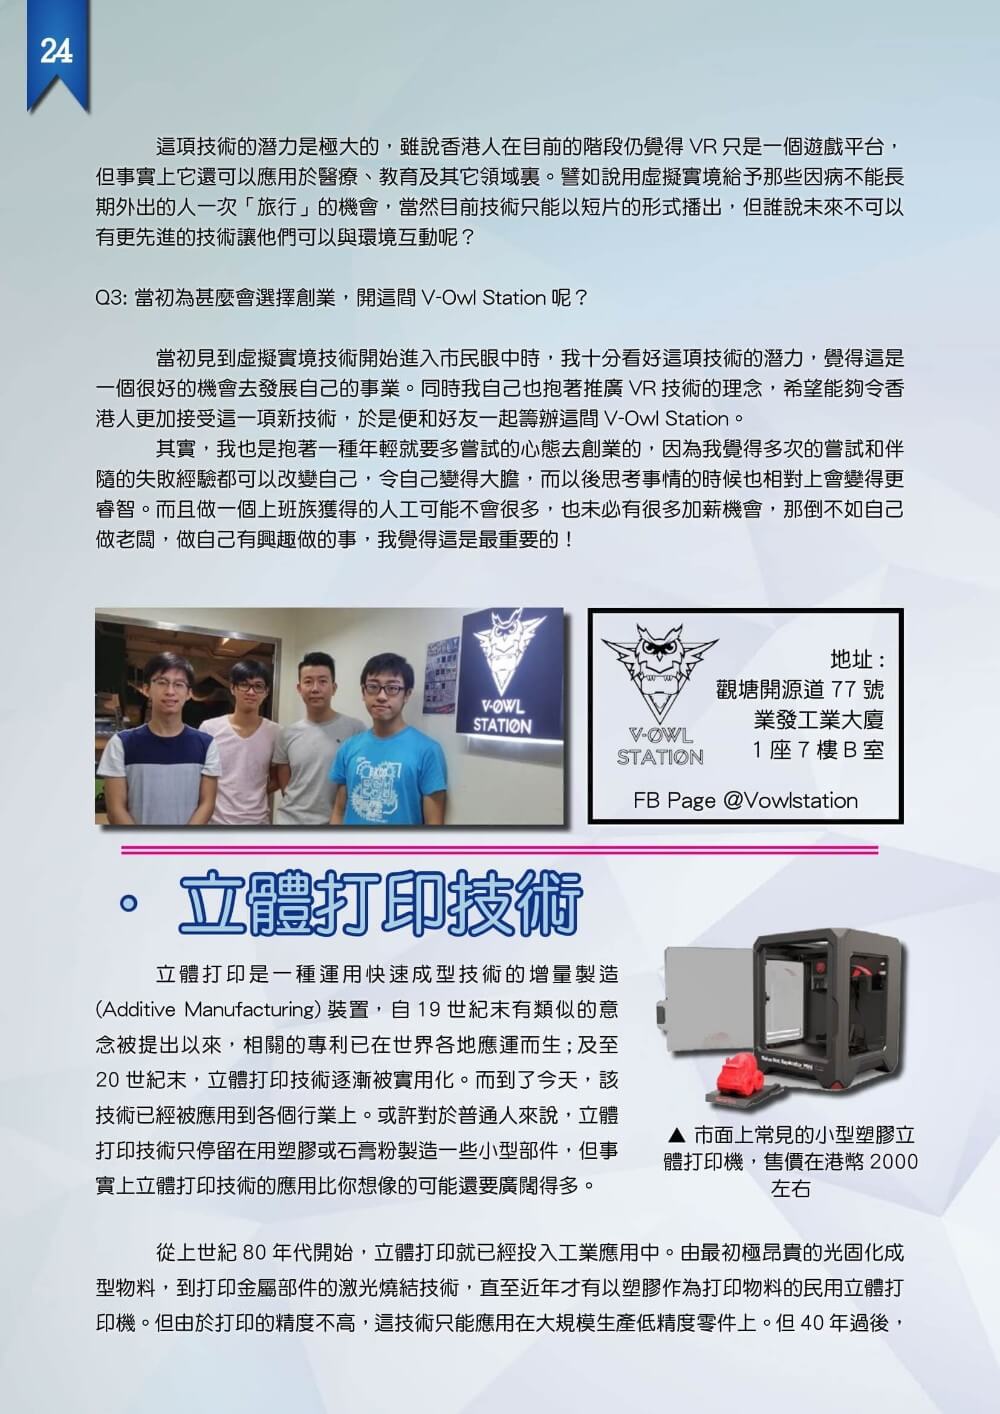 24
這項技術的潛力是極大的，雖說香港人在目前的階段仍覺得 VR 只是一個遊戲平台，
但事實上它還可以應用於醫療、教育及其它領域裏。譬如說用虛擬實境給予那些因病不能長
期外出的人一次「旅行」的機會，當然目前技術只能以短片的形式播出，但誰說未來不可以
有更先進的技術讓他們可以與環境互動呢？
Q3: 當初為甚麼會選擇創業，開這間 V-Owl Station 呢？
當初見到虛擬實境技術開始進入市民眼中時，我十分看好這項技術的潛力，覺得這是
一個很好的機會去發展自己的事業。同時我自己也抱著推廣 VR 技術的理念，希望能夠令香
港人更加接受這一項新技術，於是便和好友一起籌辦這間 V-Owl Station。
其實，我也是抱著一種年輕就要多嘗試的心態去創業的，因為我覺得多次的嘗試和伴
隨的失敗經驗都可以改變自己，令自己變得大膽，而以後思考事情的時候也相對上會變得更
睿智。而且做一個上班族獲得的人工可能不會很多，也未必有很多加薪機會，那倒不如自己
做老闆，做自己有興趣做的事，我覺得這是最重要的！
V-OWL
STATION
V-OWL
STATION
地址：
觀塘開源道 77 號
業發工業大廈
1 座 7 樓 B 室
FB Page @Vowlstation
• 立體打印技術
立體打印是一種運用快速成型技術的增量製造
(Additive Manufacturing) 裝置，自 19 世紀末有類似的意
念被提出以來，相關的專利已在世界各地應運而生；及至
20 世紀末，立體打印技術逐漸被實用化。而到了今天，該
技術已經被應用到各個行業上。或許對於普通人來說，立體
打印技術只停留在用塑膠或石膏粉製造一些小型部件，但事
實上立體打印技術的應用比你想像的可能還要廣闊得多。
▲ 市面上常見的小型塑膠立
體打印機，售價在港幣 2000
左右
從上世紀 80 年代開始，立體打印就已經投入工業應用中。由最初極昂貴的光固化成
型物料，到打印金屬部件的激光燒結技術，直至近年才有以塑膠作為打印物料的民用立體打
印機。但由於打印的精度不高，這技術只能應用在大規模生產低精度零件上。但 40 年過後，